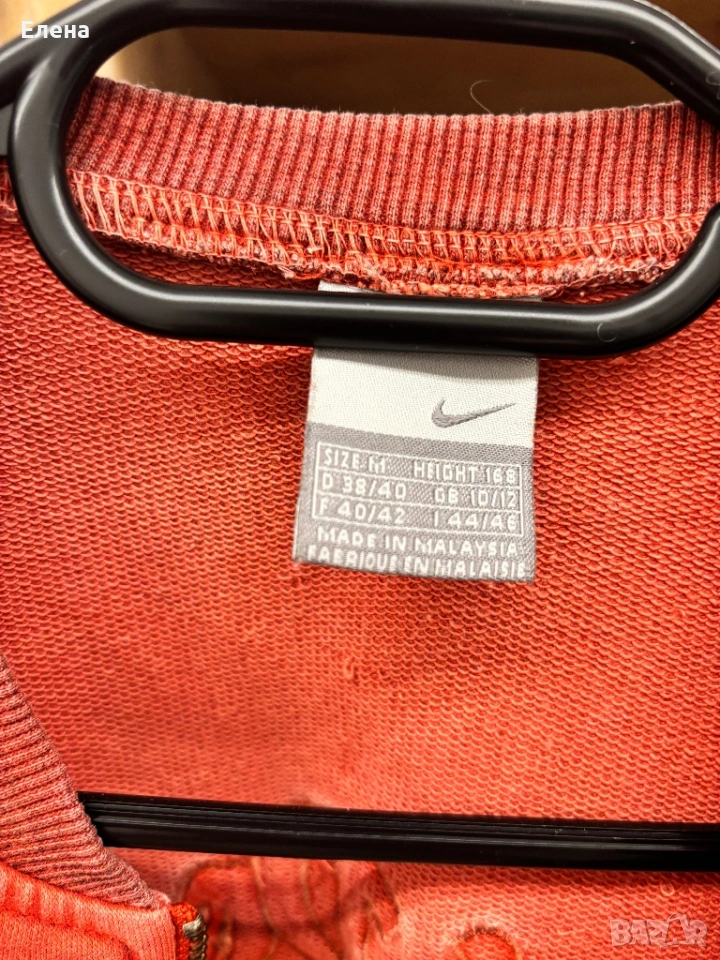 Елена
SIZE-M HEIGHT 168
D 38/40 GB 10/12
F 40/42 I 44/46
MADE IN MALAYSIA
FABRIQUE EN MALAISIE
BAZAR